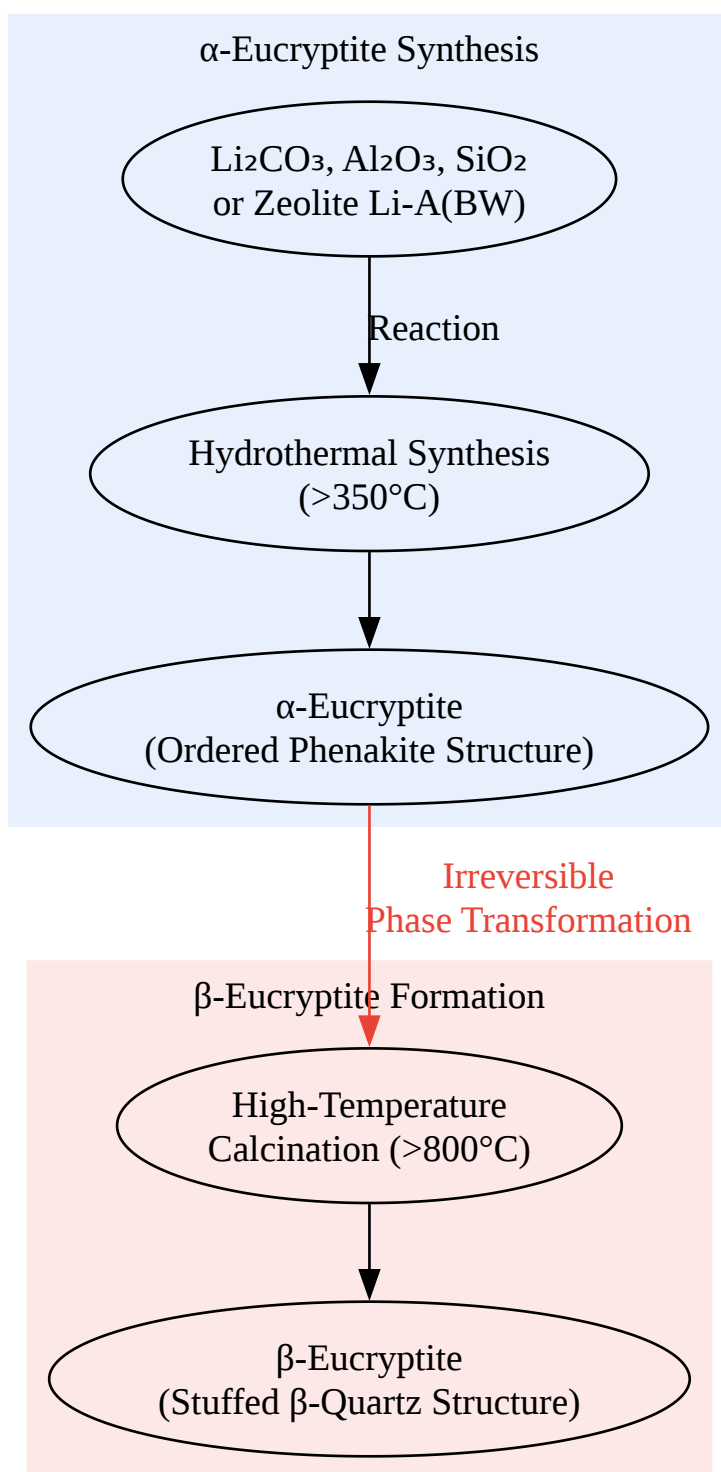 α-Eucryptite Synthesis
Li₂CO₃, Al₂O₃, SiO₂
or Zeolite Li-A(BW)
Reaction
Hydrothermal Synthesis
(>350°C)
α-Eucryptite
(Ordered Phenakite Structure)
Irreversible
Phase Transformation
β-Eucryptite Formation
High-Temperature
Calcination (>800°C)
β-Eucryptite
(Stuffed β-Quartz Structure)